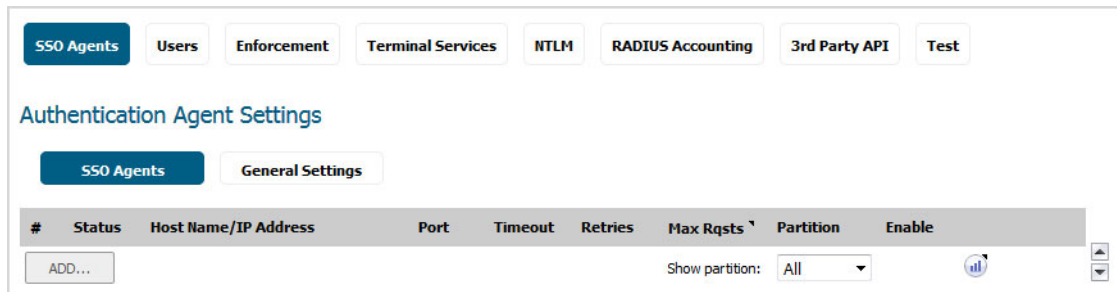 SSO Agents Users Enforcement Terminal Services NTLM RADIUS Accounting 3rd Party API Test
Authentication Agent Settings
SSO Agents General Settings
# Status Host Name/IP Address Port Timeout Retries Max Rqsts Partition Enable
ADD... Show partition: All